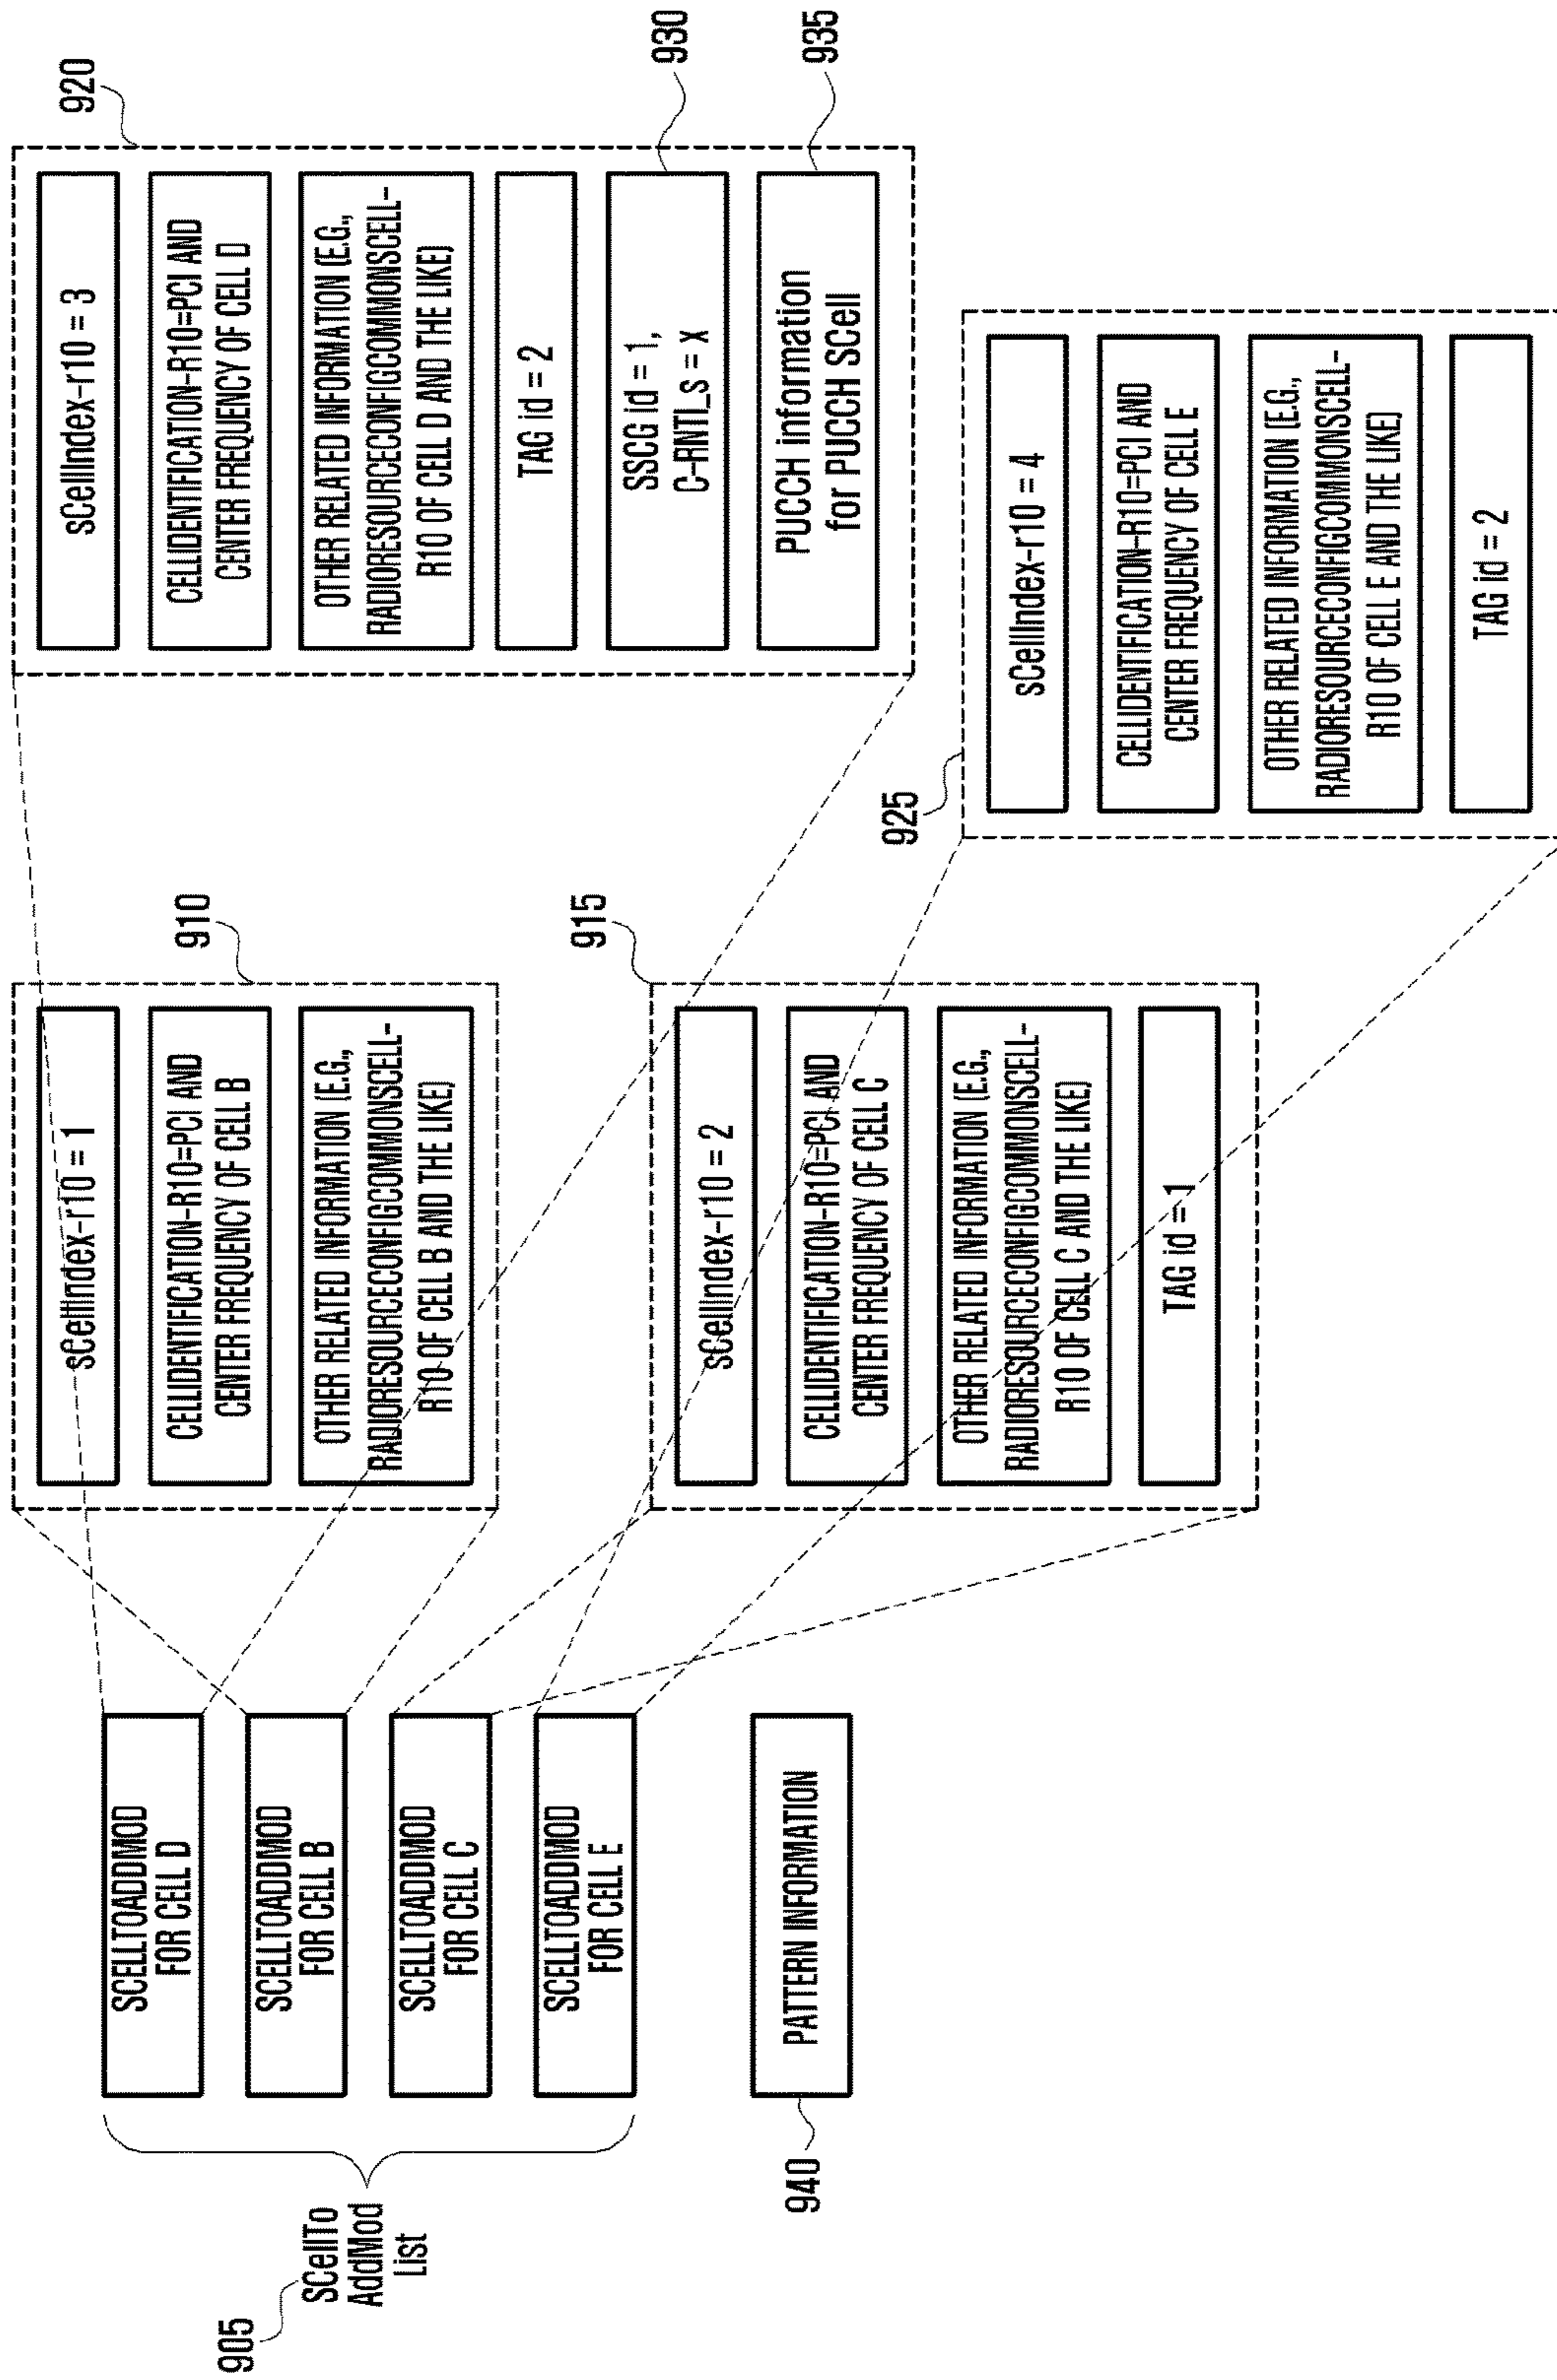 905
SCellTo
AddMod
List
SCELLTOADDMOD
FOR CELL D
SCELLTOADDMOD
FOR CELL B
SCELLTOADDMOD
FOR CELL C
SCELLTOADDMOD
FOR CELL E
940
PATTERN INFORMATION
910
sCellIndex-r10 = 1
CELLIDENTIFICATION-R10=PCI AND
CENTER FREQUENCY OF CELL B
OTHER RELATED INFORMATION (E.G.,
RADIORESOURCECONFIGCOMMONSCELL-
R10 OF CELL B AND THE LIKE)
915
sCellIndex-r10 = 2
CELLIDENTIFICATION-R10=PCI AND
CENTER FREQUENCY OF CELL C
OTHER RELATED INFORMATION (E.G.,
RADIORESOURCECONFIGCOMMONSCELL-
R10 OF CELL C AND THE LIKE)
TAG id = 1
920
sCellIndex-r10 = 3
CELLIDENTIFICATION-R10=PCI AND
CENTER FREQUENCY OF CELL D
OTHER RELATED INFORMATION (E.G.,
RADIORESOURCECONFIGCOMMONSCELL-
R10 OF CELL D AND THE LIKE)
TAG id = 2
SSCG id = 1,
C-RNTI_s = x
930
PUCCH information
for PUCCH SCell
935
925
sCellIndex-r10 = 4
CELLIDENTIFICATION-R10=PCI AND
CENTER FREQUENCY OF CELL E
OTHER RELATED INFORMATION (E.G.,
RADIORESOURCECONFIGCOMMONSCELL-
R10 OF CELL E AND THE LIKE)
TAG id = 2